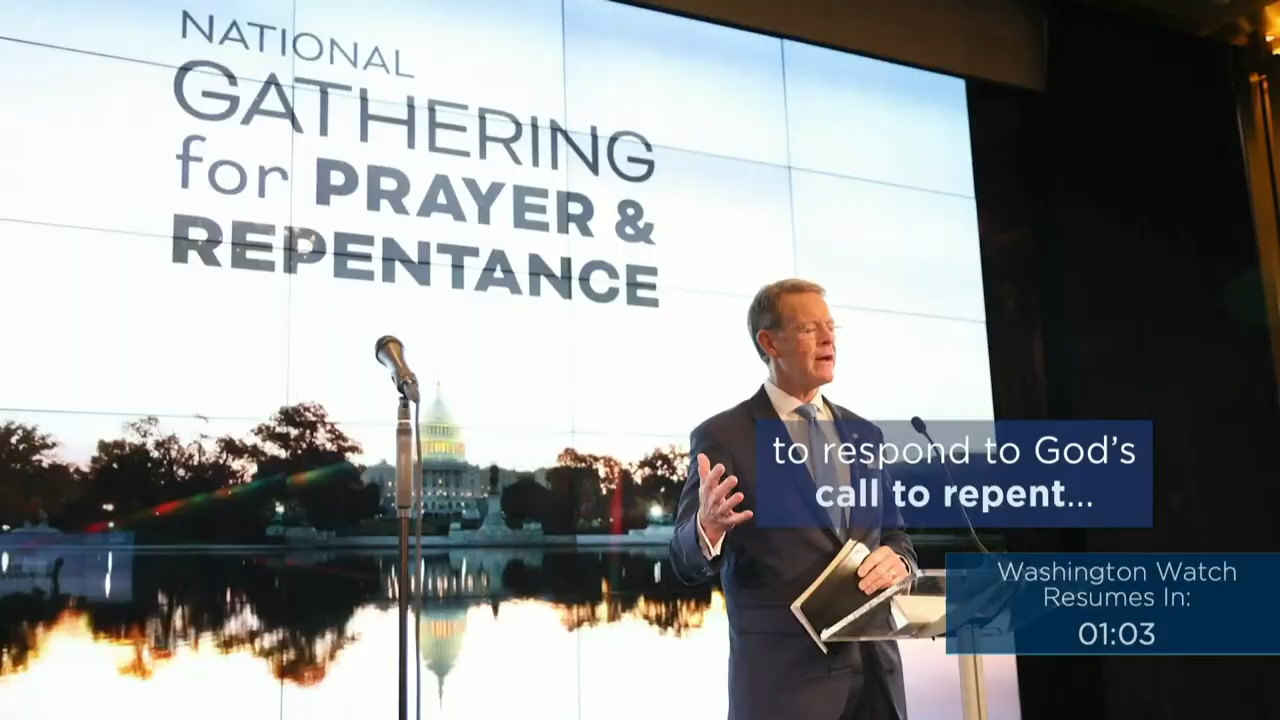 NATIONAL
GATHERING
for PRAYER &
REPENTANCE
to respond to God's
call to repent...
Washington Watch
Resumes In:
01:03